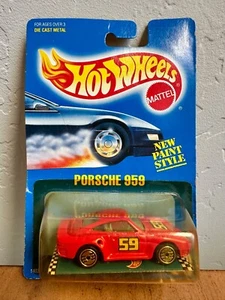 FOR AGES OVER 3
DIE CAST METAL
Hot Wheels
MATTEL
NEW
PAINT
STYLE
PORSCHE 959
59